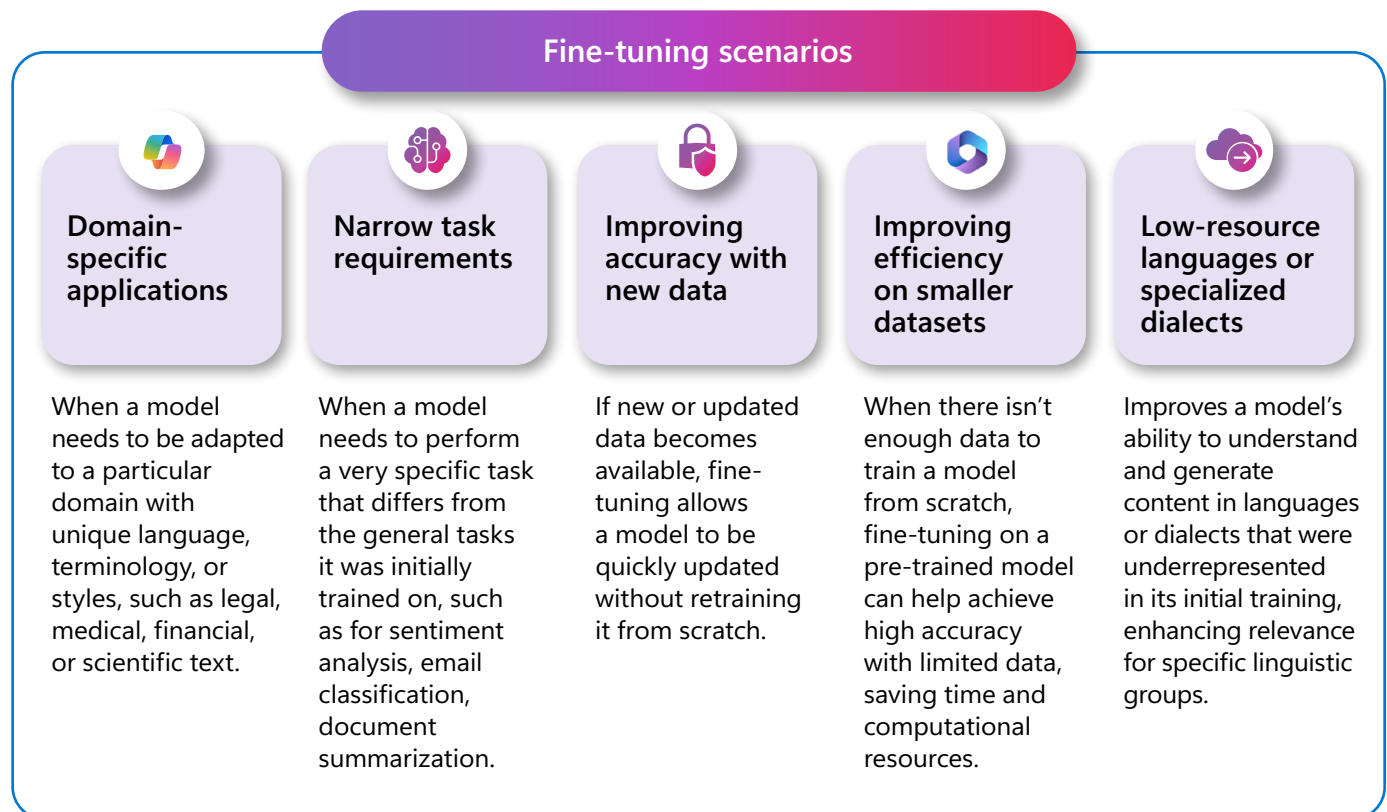 Fine-tuning scenarios
Domain-
specific
applications
When a model
needs to be adapted
to a particular
domain with
unique language,
terminology, or
styles, such as legal,
medical, financial,
or scientific text.
Narrow task
requirements
When a model
needs to perform
a very specific task
that differs from
the general tasks
it was initially
trained on, such
as for sentiment
analysis, email
classification,
document
summarization.
Improving
accuracy with
new data
If new or updated
data becomes
available, fine-
tuning allows
a model to be
quickly updated
without retraining
it from scratch.
Improving
efficiency
on smaller
datasets
When there isn’t
enough data to
train a model
from scratch,
fine-tuning on a
pre-trained model
can help achieve
high accuracy
with limited data,
saving time and
computational
resources.
Low-resource
languages or
specialized
dialects
Improves a model’s
ability to understand
and generate
content in languages
or dialects that were
underrepresented
in its initial training,
enhancing relevance
for specific linguistic
groups.